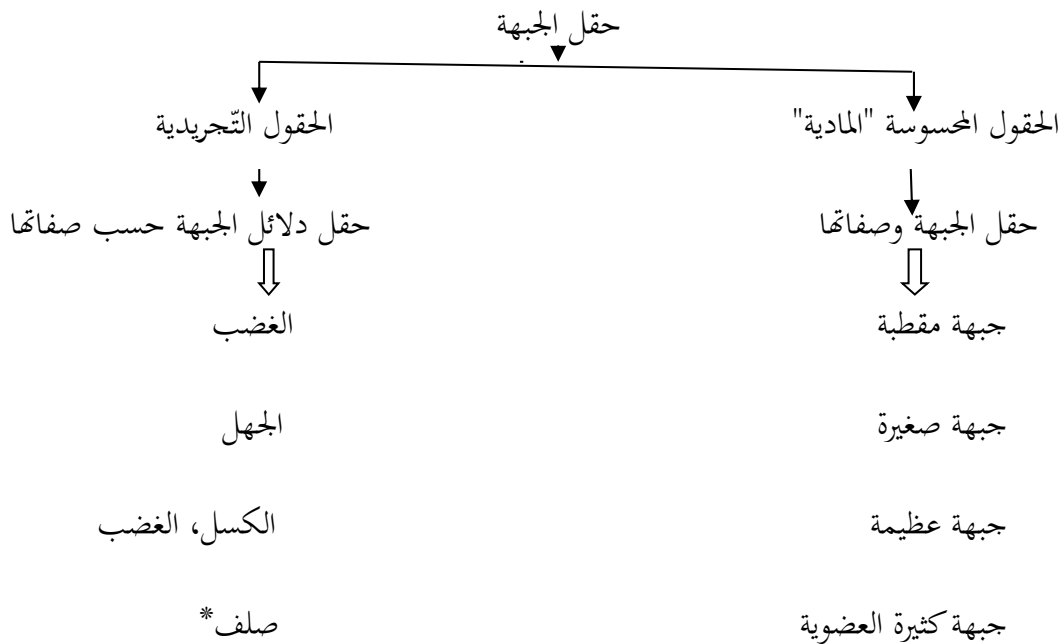 حقل الجبهة
الحقول المحسوسة "المادية" الحقول التّجريدية
حقل الجبهة وصفاتها حقل دلائل الجبهة حسب صفاتها
جبهة مقطبة الغضب
جبهة صغيرة الجهل
جبهة عظيمة الكسل، الغضب
جبهة كثيرة العضوية صلف*